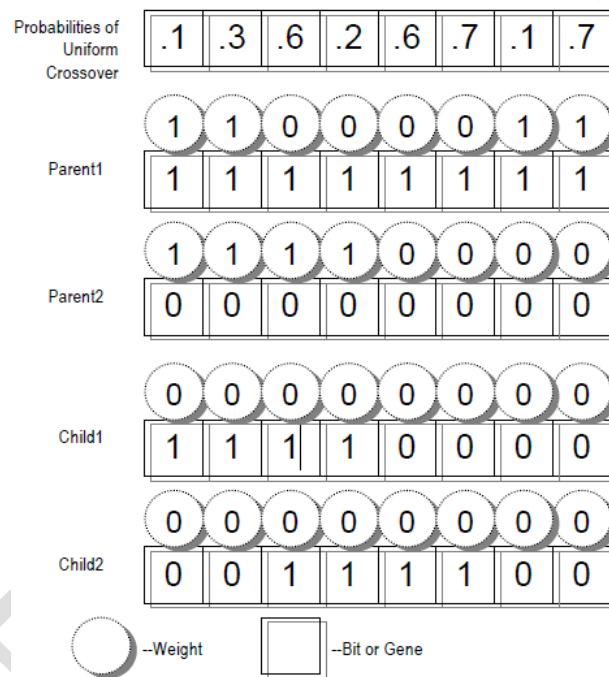 Probabilities of
Uniform
Crossover
.1 .3 .6 .2 .6 .7 .1 .7
1 1 0 0 0 0 1 1
Parent1
1 1 1 1 1 1 1 1
1 1 1 1 0 0 0 0
Parent2
0 0 0 0 0 0 0 0
0 0 0 0 0 0 0 0
Child1
1 1 1 1 0 0 0 0
0 0 0 0 0 0 0 0
Child2
0 0 1 1 1 1 0 0
--Weight
--Bit or Gene